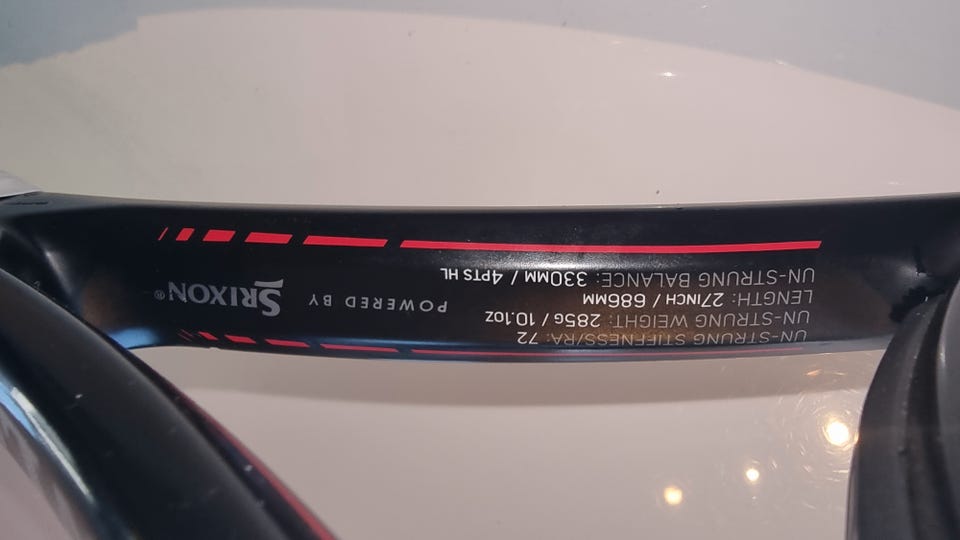 UN-STRUNG STIFFNESS/RA: 72
UN-STRUNG WEIGHT: 285G / 10.1OZ
LENGTH: 27INCH / 686MM
UN-STRUNG BALANCE: 330MM / 4PTS HL
POWERED BY SRIXON®